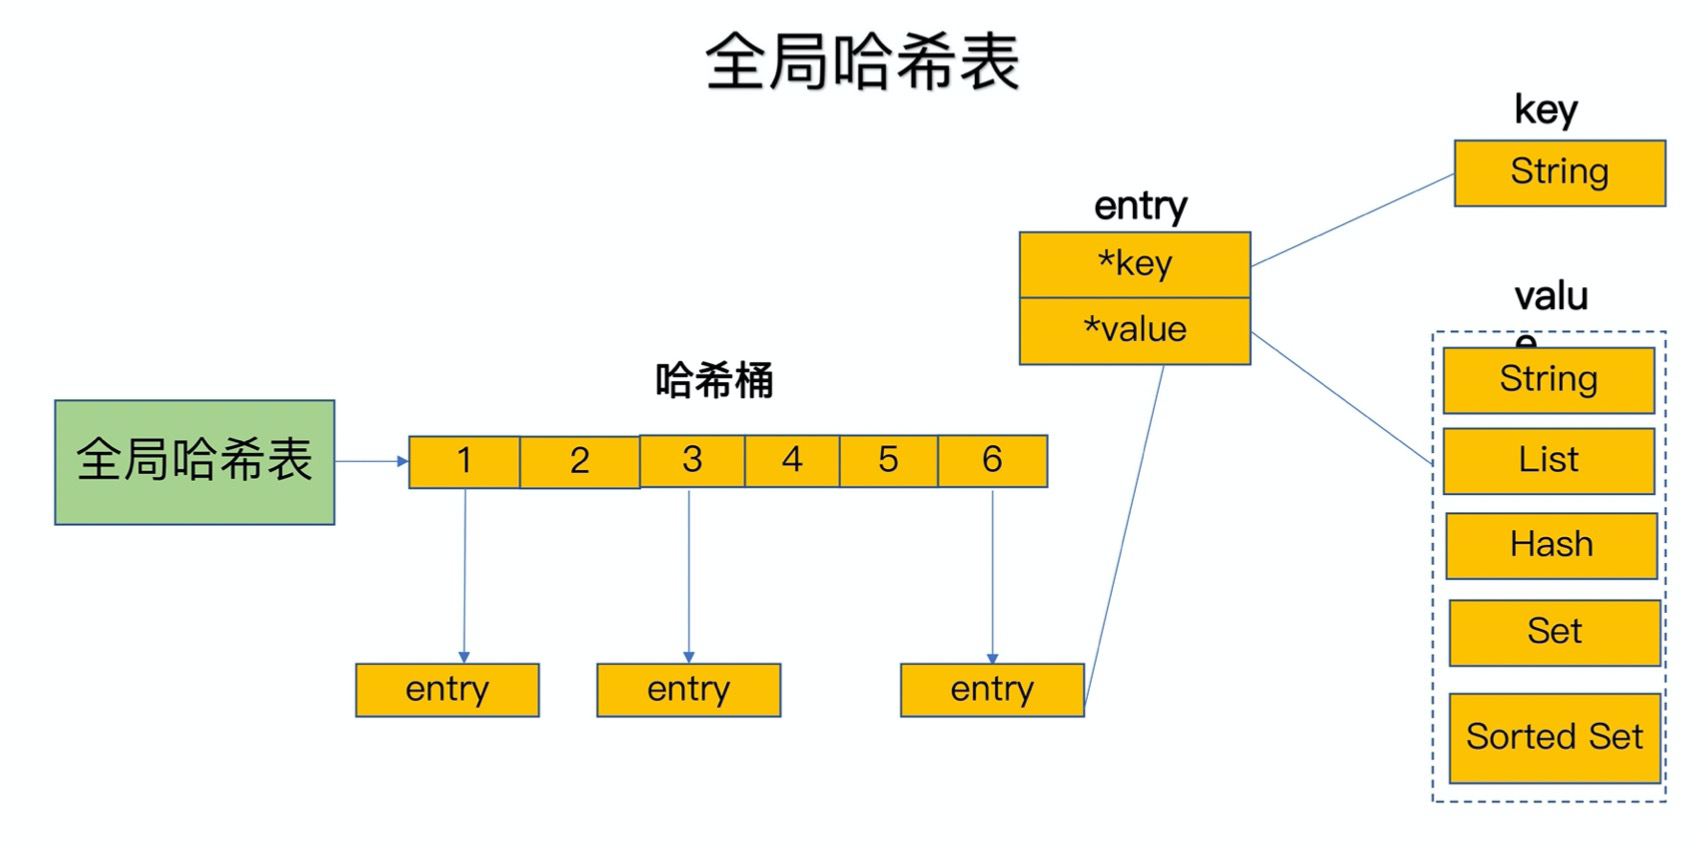 全局哈希表
key
String
entry
*key
*value
valu
e
String
List
Hash
Set
Sorted Set
哈希桶
全局哈希表
1
2
3
4
5
6
entry
entry
entry